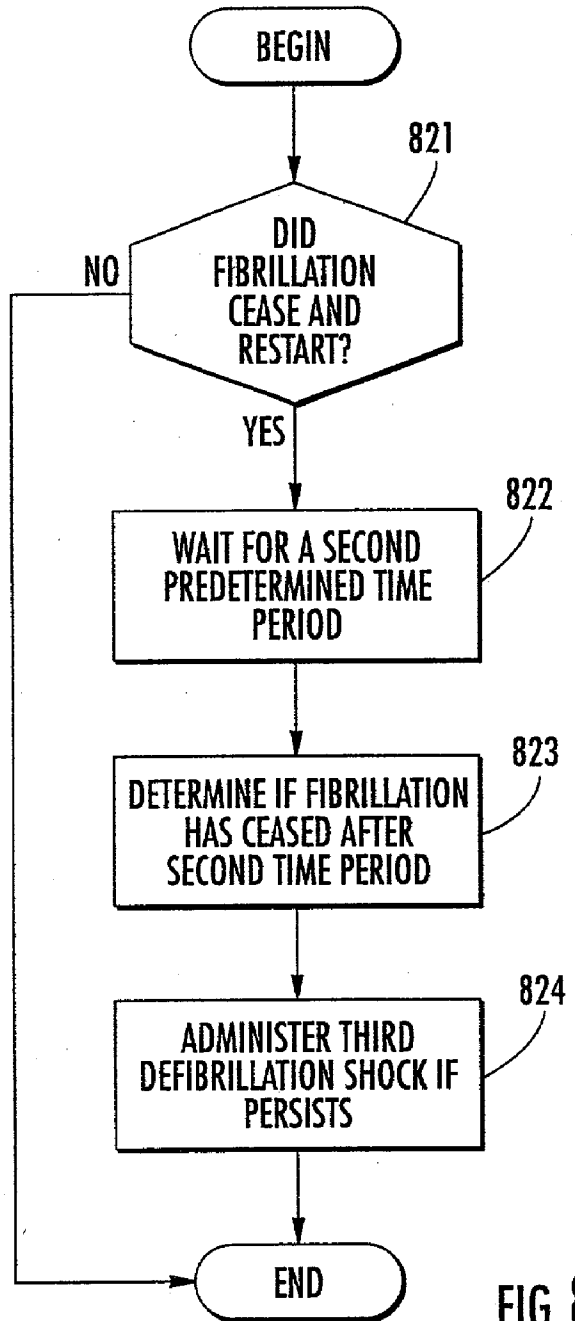 BEGIN
821
DID
FIBRILLATION
CEASE AND
RESTART?
NO
YES
822
WAIT FOR A SECOND
PREDETERMINED TIME
PERIOD
823
DETERMINE IF FIBRILLATION
HAS CEASED AFTER
SECOND TIME PERIOD
824
ADMINISTER THIRD
DEFIBRILLATION SHOCK IF
PERSISTS
END
FIG